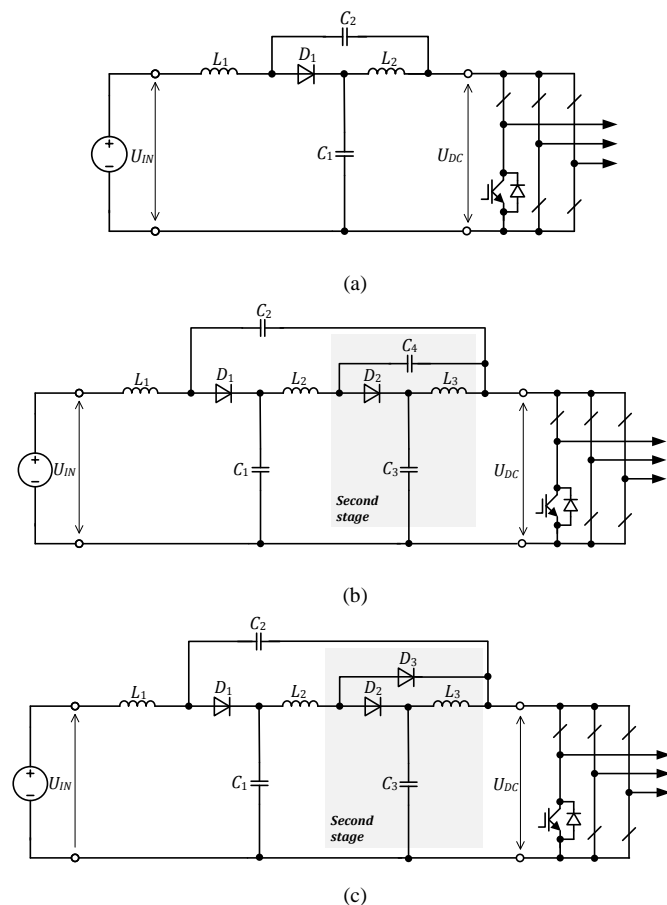 C2
L1
D1
L2
C1
UIN
UDC
(a)
C2
C4
L1
D1
L2
D2
L3
C1
C3
UIN
UDC
Second
stage
(b)
C2
D3
L1
D1
L2
D2
L3
C1
C3
UIN
UDC
Second
stage
(c)